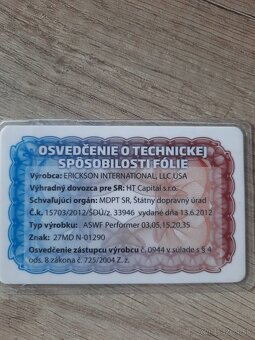 OSVEDČENIE O TECHNICKEJ
SPÔSOBILOSTI FÓLIE
Výrobca: ERICKSON INTERNATIONAL, LLC USA
Výhradný dovozca pre SR: HT Capital s.r.o.
Schvaľujúci orgán: MDPT SR, Štátny dopravný úrad
Č.k. 15703/2012/ŠDÚ/z. 33946 vydané dňa 13.6.2012
Typ výrobku: ASWF Performer 03,05,15,20,35
Znak: 27MD N-01290
Osvedčenie zástupcu výrobcu č. 0944 v súlade s § 4
ods. 8 zákona č. 725/2004 Z. z.